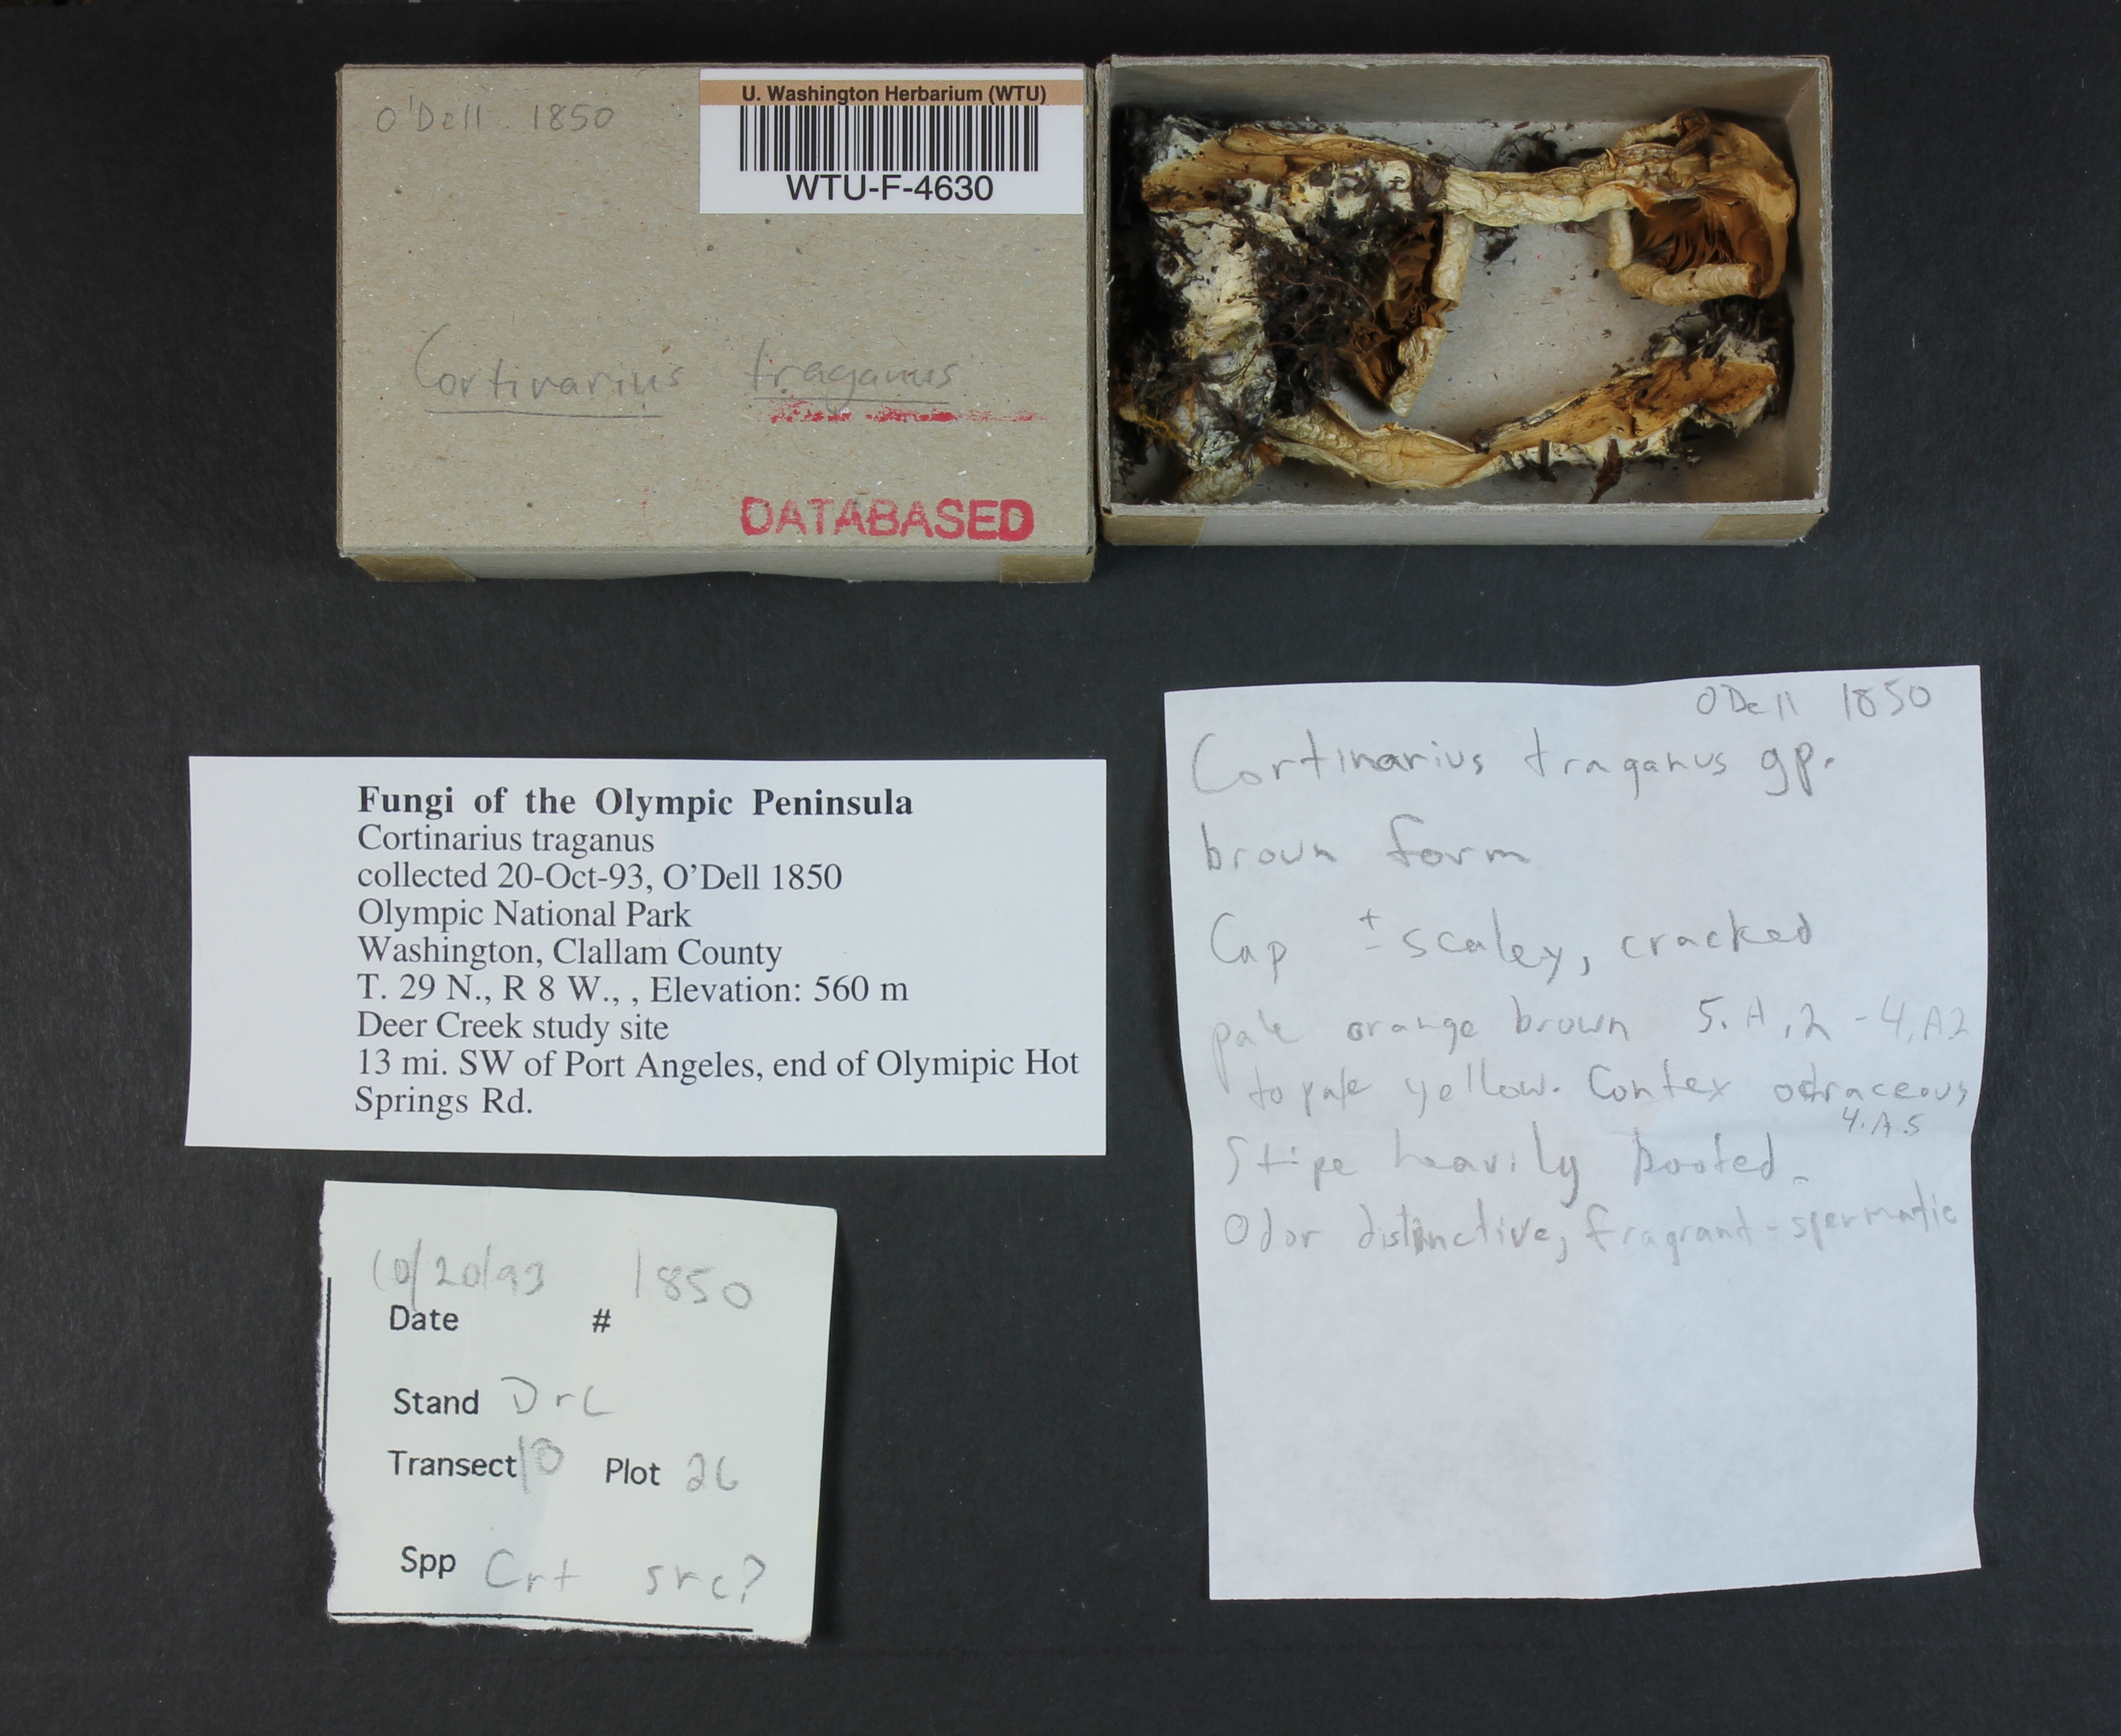 O'Dell 1850
U. Washington Herbarium (WTU)
WTU-F-4630
Cortinarius traganus
DATABASED
Fungi of the Olympic Peninsula
Cortinarius traganus
collected 20-Oct-93, O'Dell 1850
Olympic National Park
Washington, Clallam County
T. 29 N., R 8 W., , Elevation: 560 m
Deer Creek study site
13 mi. SW of Port Angeles, end of Olymipic Hot
Springs Rd.
10/20/93 1850
Date #
Stand DrC
Transect 10 Plot 26
Spp Crt src?
O'Dell 1850
Cortinarius traganus gp.
brown form
Cap ± scaley, cracked
pale orange brown 5.A.2 - 4.A2
to pale yellow. Contex
4.A.5
Stipe heavily booted.
Odor distinctive, fragrant - spermatic